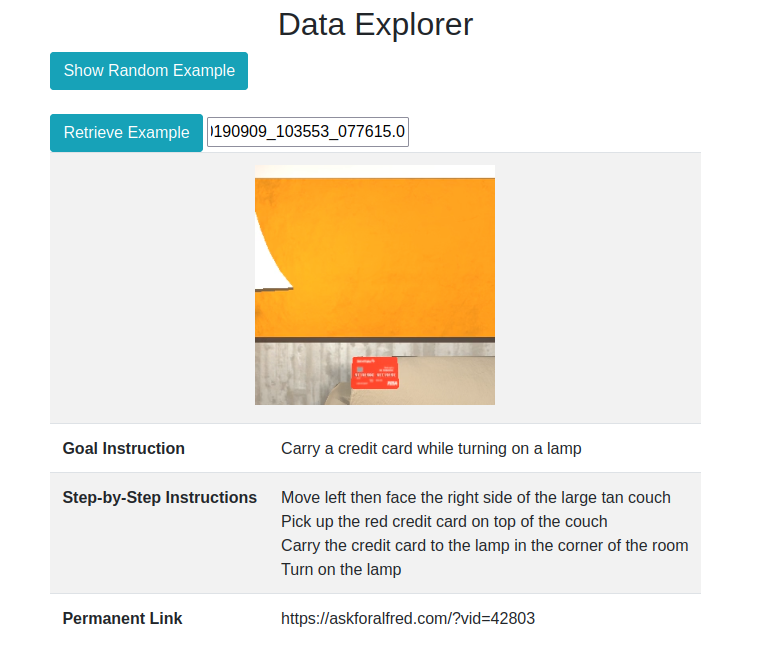 Data Explorer
Show Random Example
Retrieve Example
190909_103553_077615.0
Goal Instruction
Carry a credit card while turning on a lamp
Step-by-Step Instructions
Move left then face the right side of the large tan couch
Pick up the red credit card on top of the couch
Carry the credit card to the lamp in the corner of the room
Turn on the lamp
Permanent Link
https://askforalfred.com/?vid=42803